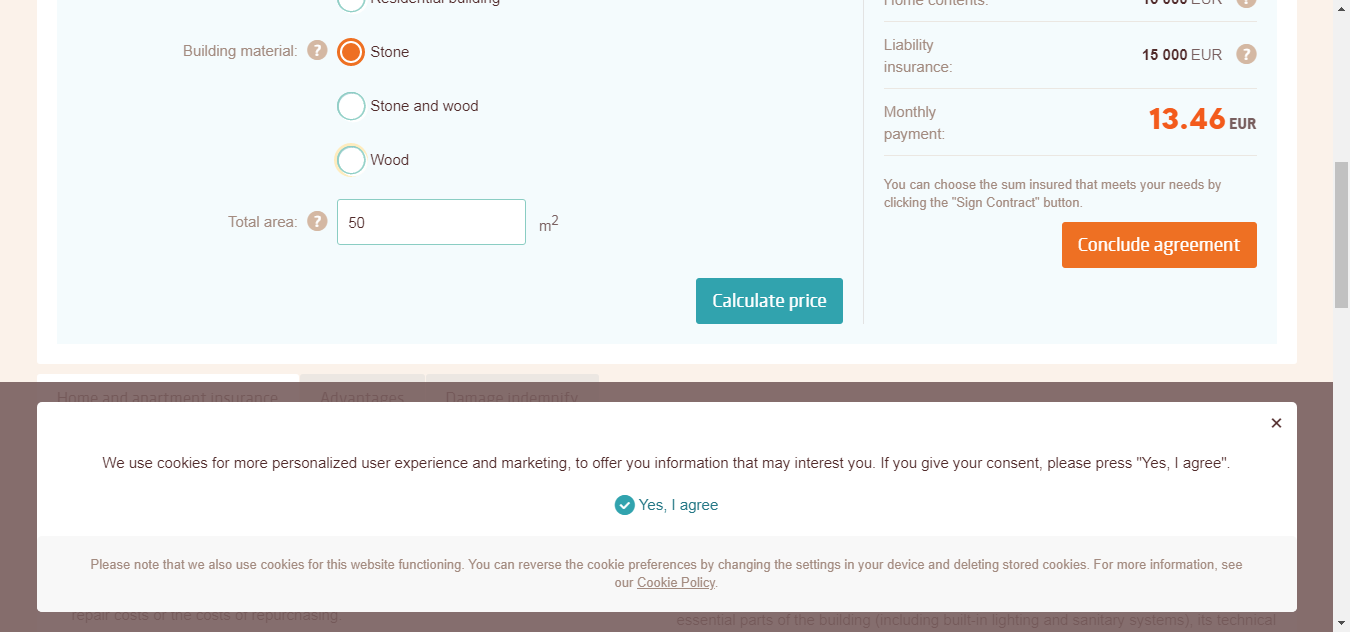 Residential building
Building material: ? Stone
Stone and wood
Wood
Total area: ? 50 m²
Calculate price
Home contents: 10 000 EUR ?
Liability
insurance: 15 000 EUR ?
Monthly
payment: 13.46 EUR
You can choose the sum insured that meets your needs by
clicking the "Sign Contract" button.
Conclude agreement
Home and apartment insurance Advantages Damage indemnify
We use cookies for more personalized user experience and marketing, to offer you information that may interest you. If you give your consent, please press "Yes, I agree".
Yes, I agree
Please note that we also use cookies for this website functioning. You can reverse the cookie preferences by changing the settings in your device and deleting stored cookies. For more information, see
our Cookie Policy.
repair costs or the costs of repurchasing
essential parts of the building (including built-in lighting and sanitary systems), its technical